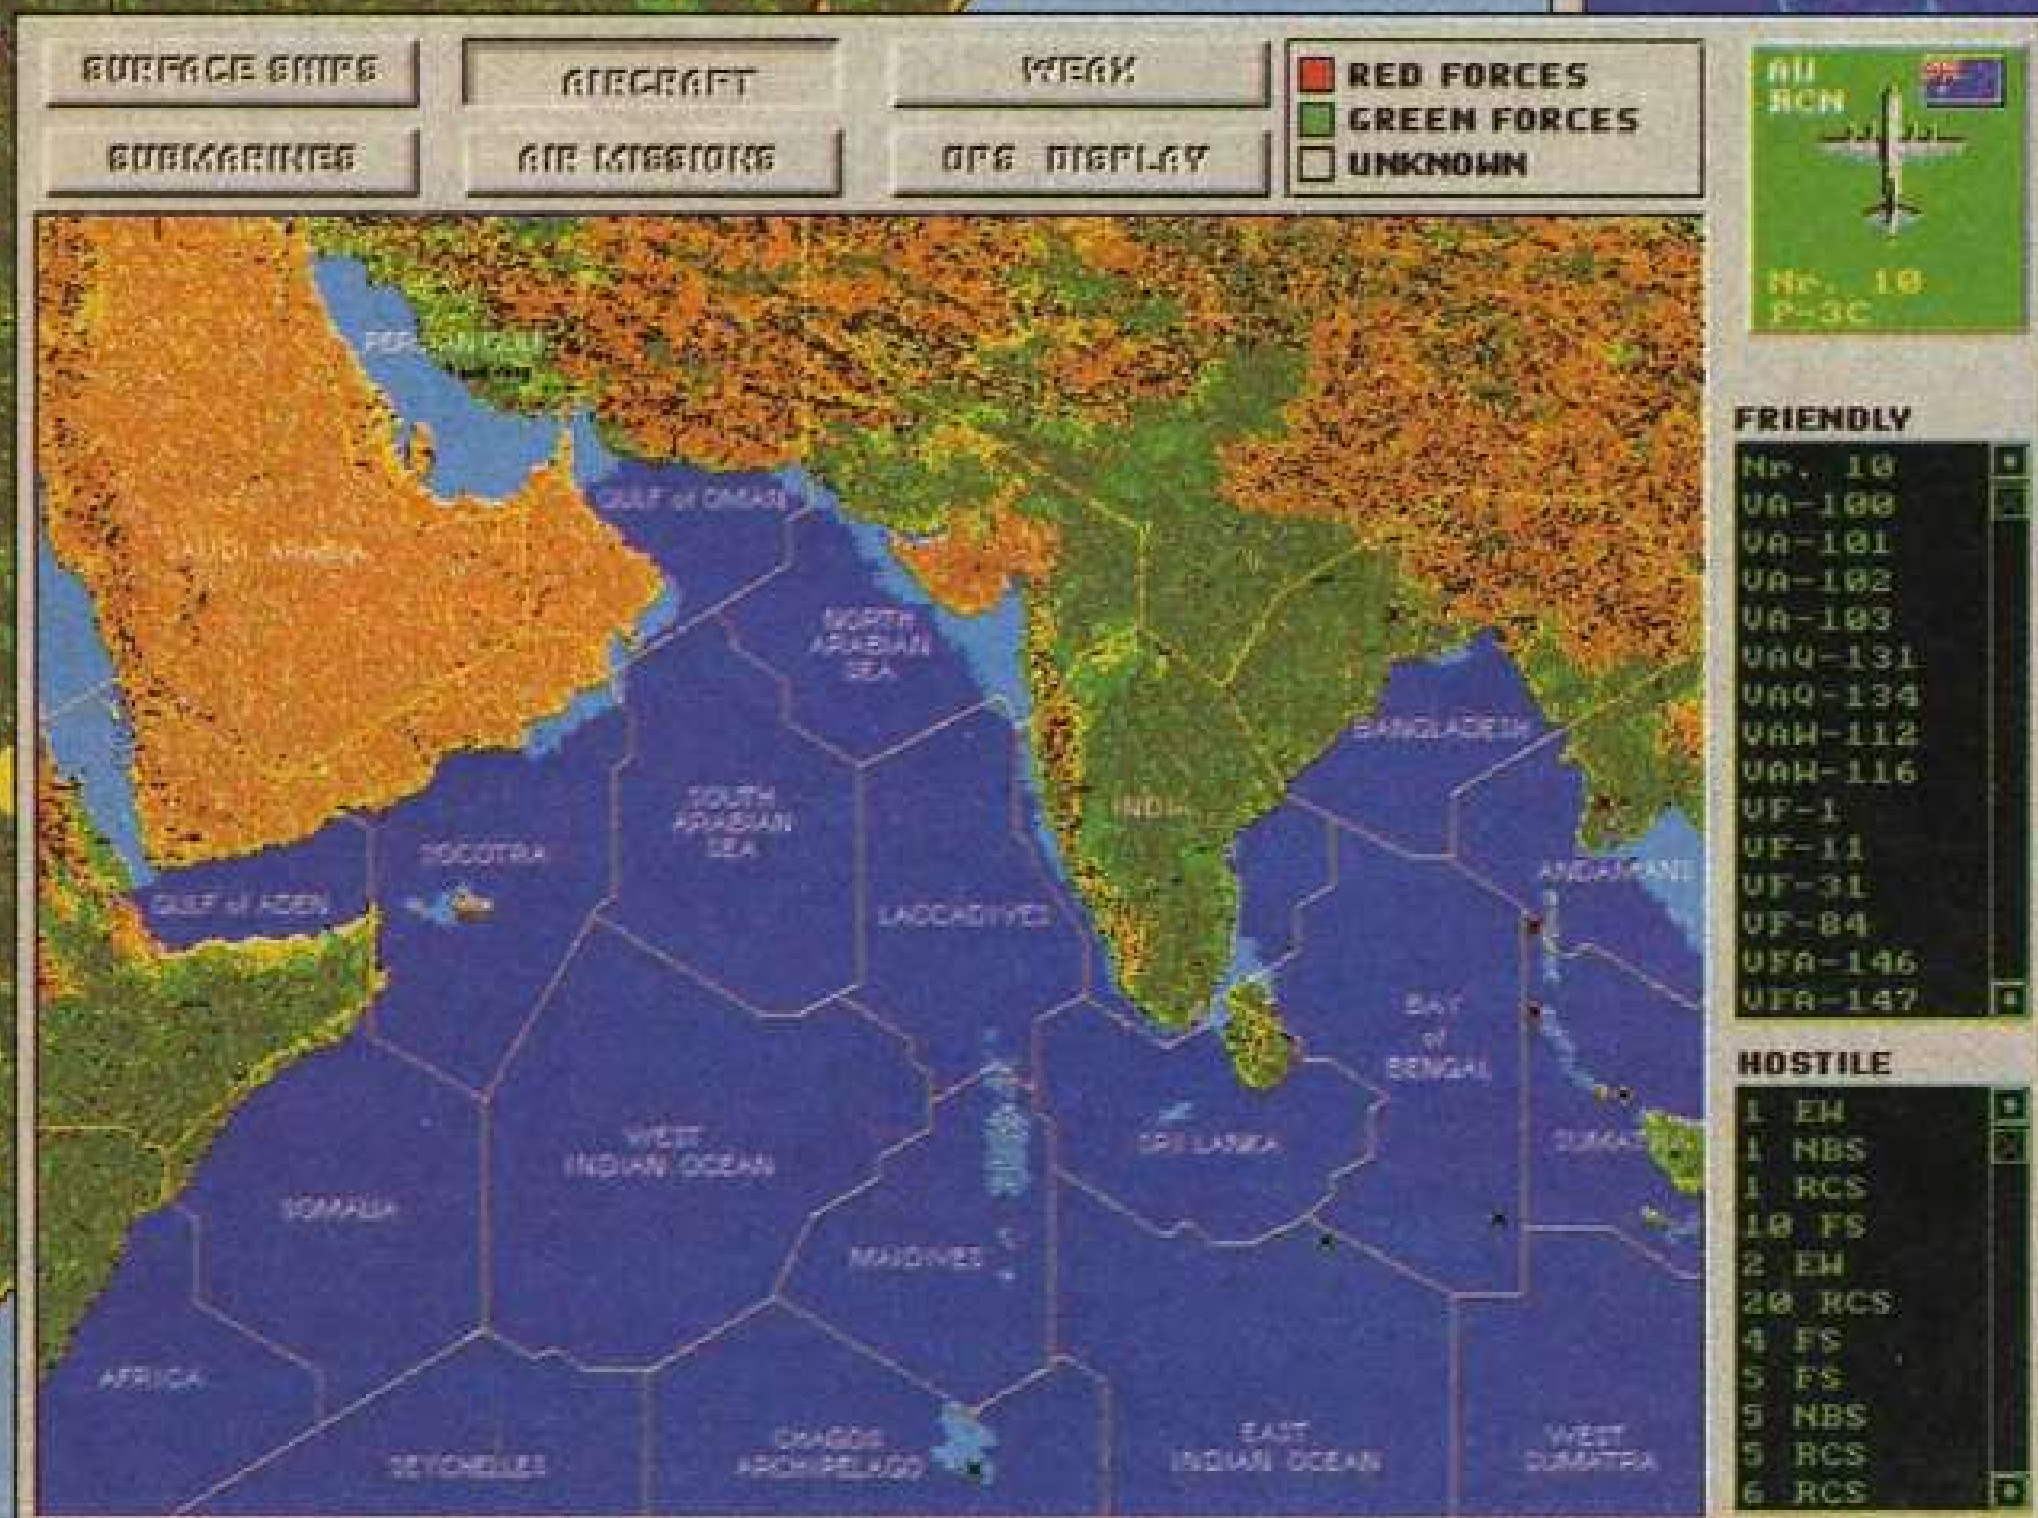 SURFACE SHIPS
AIRCRAFT
WEAX
SUBMARINES
AIR MISSIONS
OPS DISPLAY
RED FORCES
GREEN FORCES
UNKNOWN
AU
RCN
Nr. 10
P-3C
PERSIAN GULF
GULF of OMAN
SAUDI ARABIA
NORTH
ARABIAN
SEA
BANGLADESH
SOUTH
ARABIAN
SEA
INDIA
SOCOTRA
ANDAMANS
GULF of ADEN
LACCADIVES
BAY
of
BENGAL
WEST
INDIAN OCEAN
SRI LANKA
SUMATRA
SOMALIA
MALDIVES
AFRICA
SEYCHELLES
CHAGOS
ARCHIPELAGO
EAST
INDIAN OCEAN
WEST
SUMATRA
FRIENDLY
Nr. 10
VA-100
VA-101
VA-102
VA-103
VAQ-131
VAQ-134
VAW-112
VAW-116
VF-1
VF-11
VF-31
VF-84
VFA-146
VFA-147
HOSTILE
1 EW
1 NBS
1 RCS
10 FS
2 EW
20 RCS
4 FS
5 FS
5 NBS
5 RCS
6 RCS